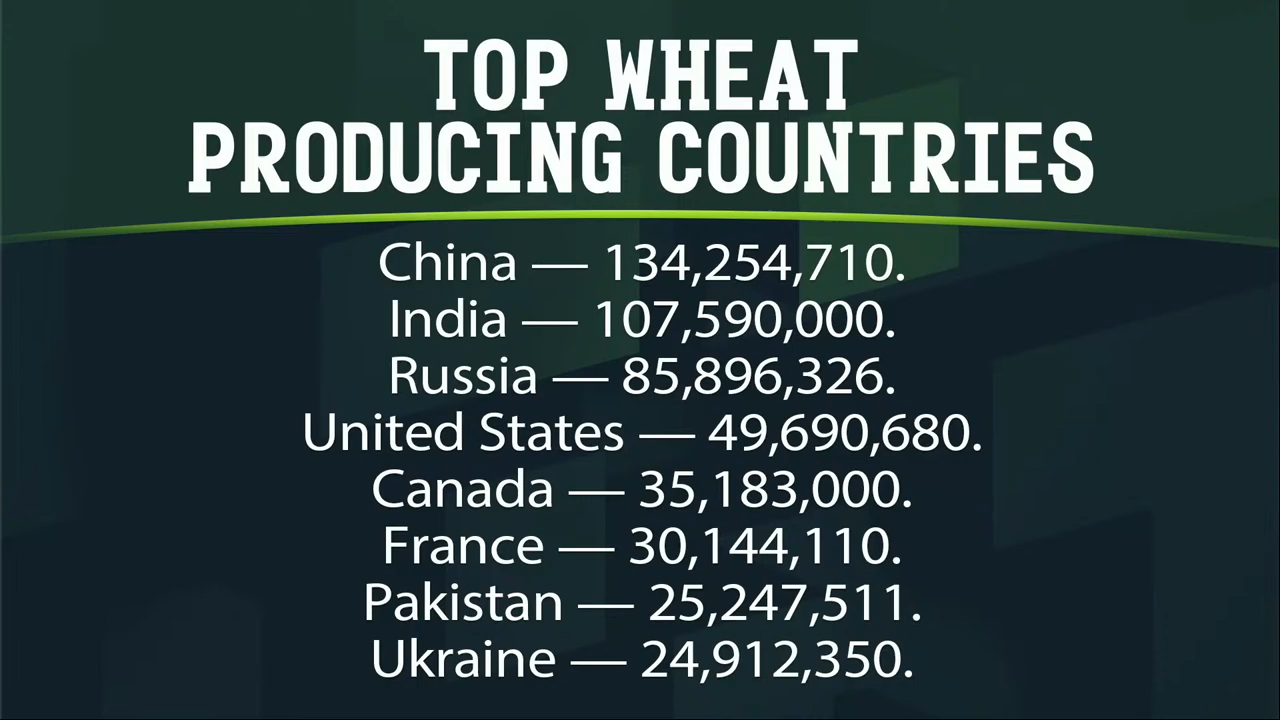 TOP WHEAT
PRODUCING COUNTRIES
China — 134,254,710.
India — 107,590,000.
Russia — 85,896,326.
United States — 49,690,680.
Canada — 35,183,000.
France — 30,144,110.
Pakistan — 25,247,511.
Ukraine — 24,912,350.